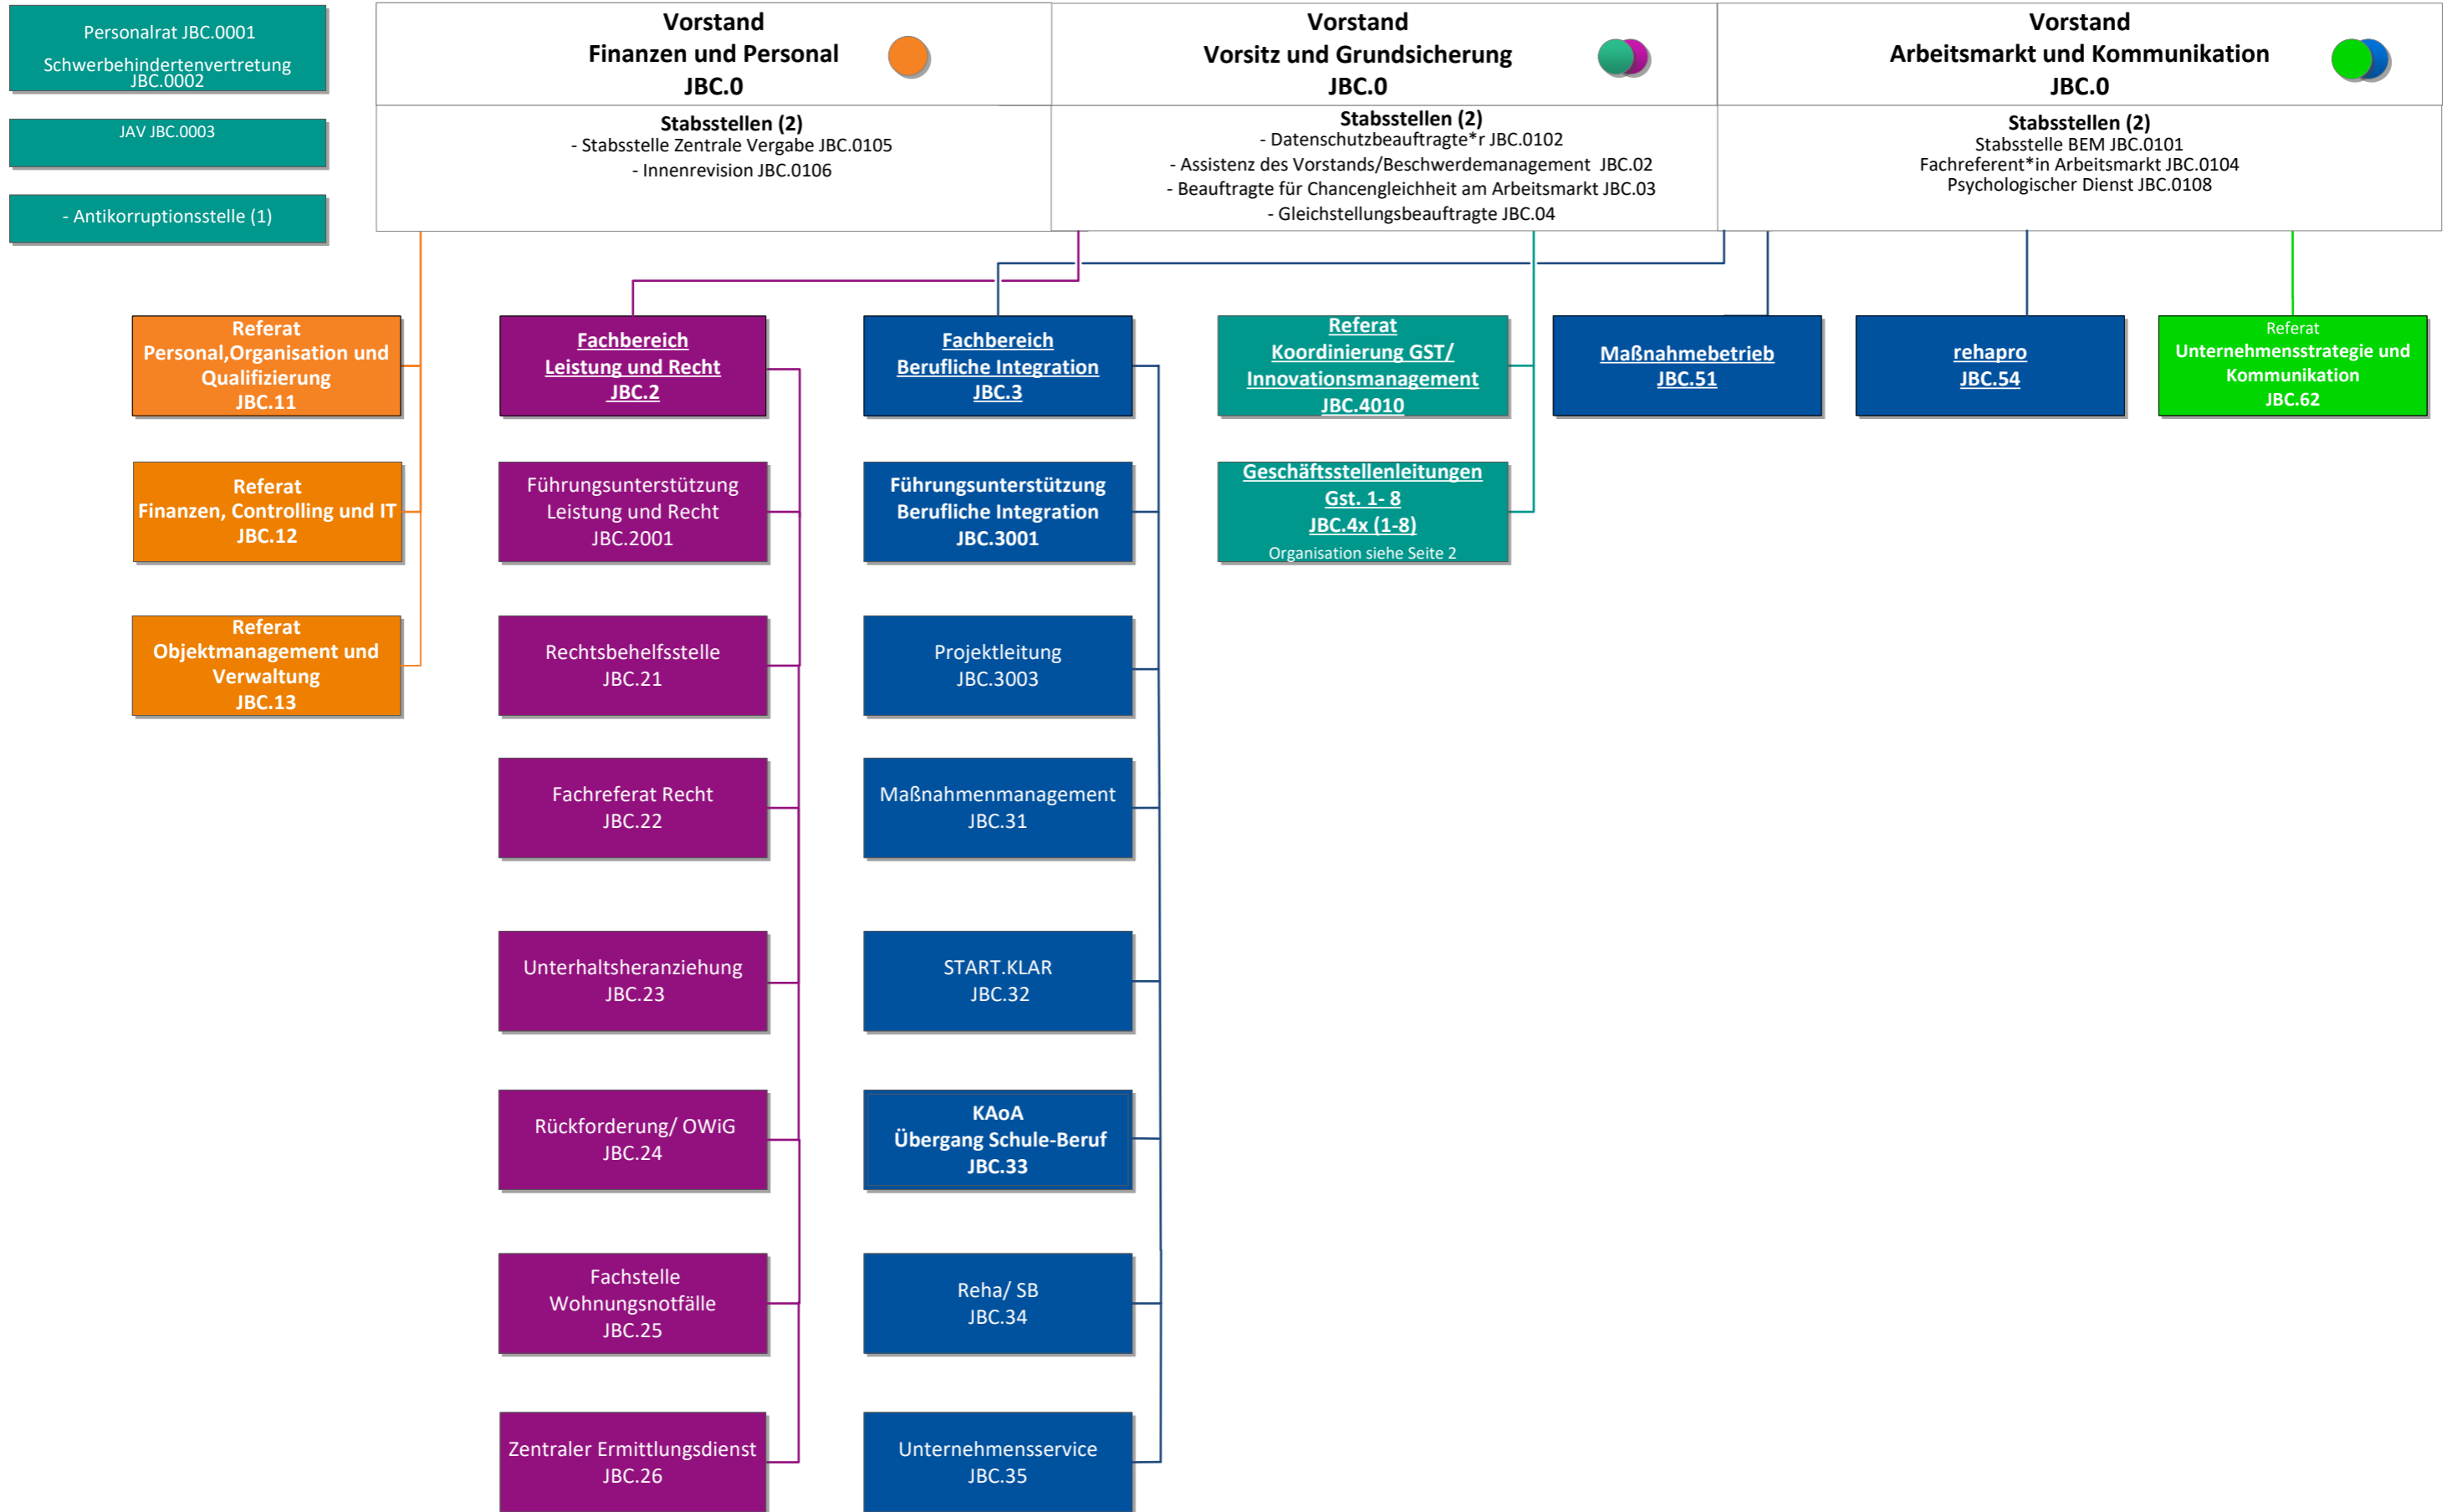 Personalrat JBC.0001
Schwerbehindertenvertretung
JBC.0002
JAV JBC.0003
- Antikorruptionsstelle (1)
Vorstand
Finanzen und Personal
JBC.0
Stabsstellen (2)
- Stabsstelle Zentrale Vergabe JBC.0105
- Innenrevision JBC.0106
Vorstand
Vorsitz und Grundsicherung
JBC.0
Stabsstellen (2)
- Datenschutzbeauftragte*r JBC.0102
- Assistenz des Vorstands/Beschwerdemanagement JBC.02
- Beauftragte für Chancengleichheit am Arbeitsmarkt JBC.03
- Gleichstellungsbeauftragte JBC.04
Vorstand
Arbeitsmarkt und Kommunikation
JBC.0
Stabsstellen (2)
Stabsstelle BEM JBC.0101
Fachreferent*in Arbeitsmarkt JBC.0104
Psychologischer Dienst JBC.0108
Referat
Personal,Organisation und
Qualifizierung
JBC.11
Referat
Finanzen, Controlling und IT
JBC.12
Referat
Objektmanagement und
Verwaltung
JBC.13
Fachbereich
Leistung und Recht
JBC.2
Führungsunterstützung
Leistung und Recht
JBC.2001
Rechtsbehelfsstelle
JBC.21
Fachreferat Recht
JBC.22
Unterhaltsheranziehung
JBC.23
Rückforderung/ OWiG
JBC.24
Fachstelle
Wohnungsnotfälle
JBC.25
Zentraler Ermittlungsdienst
JBC.26
Fachbereich
Berufliche Integration
JBC.3
Führungsunterstützung
Berufliche Integration
JBC.3001
Projektleitung
JBC.3003
Maßnahmenmanagement
JBC.31
START.KLAR
JBC.32
KAoA
Übergang Schule-Beruf
JBC.33
Reha/ SB
JBC.34
Unternehmensservice
JBC.35
Referat
Koordinierung GST/
Innovationsmanagement
JBC.4010
Geschäftsstellenleitungen
Gst. 1- 8
JBC.4x (1-8)
Organisation siehe Seite 2
Maßnahmebetrieb
JBC.51
rehapro
JBC.54
Referat
Unternehmensstrategie und
Kommunikation
JBC.62